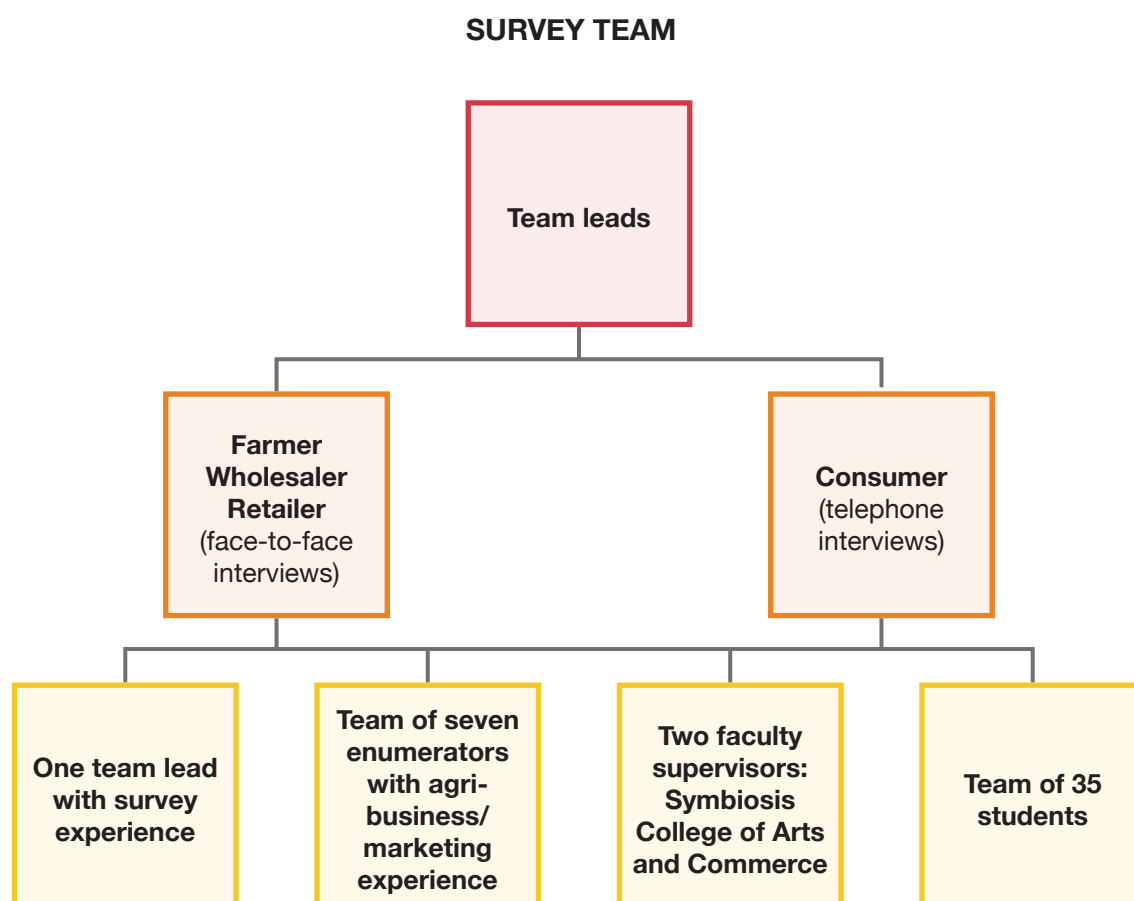 SURVEY TEAM
Team leads
Farmer
Wholesaler
Retailer
(face-to-face
interviews)
Consumer
(telephone
interviews)
One team lead
with survey
experience
Team of seven
enumerators
with agri-
business/
marketing
experience
Two faculty
supervisors:
Symbiosis
College of Arts
and Commerce
Team of 35
students